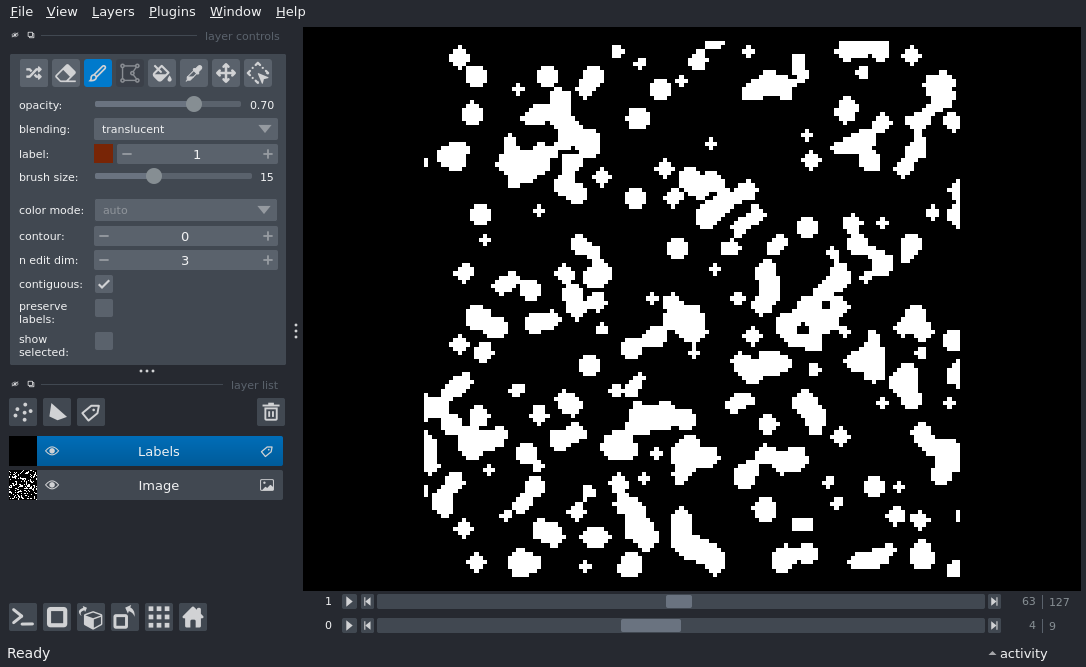 File View Layers Plugins Window Help
layer controls
opacity: 0.70
blending: translucent
label: 1
brush size: 15
color mode: auto
contour: 0
n edit dim: 3
contiguous:
preserve
labels:
show
selected:
layer list
Labels
Image
1 63 127
0 4 9
Ready activity